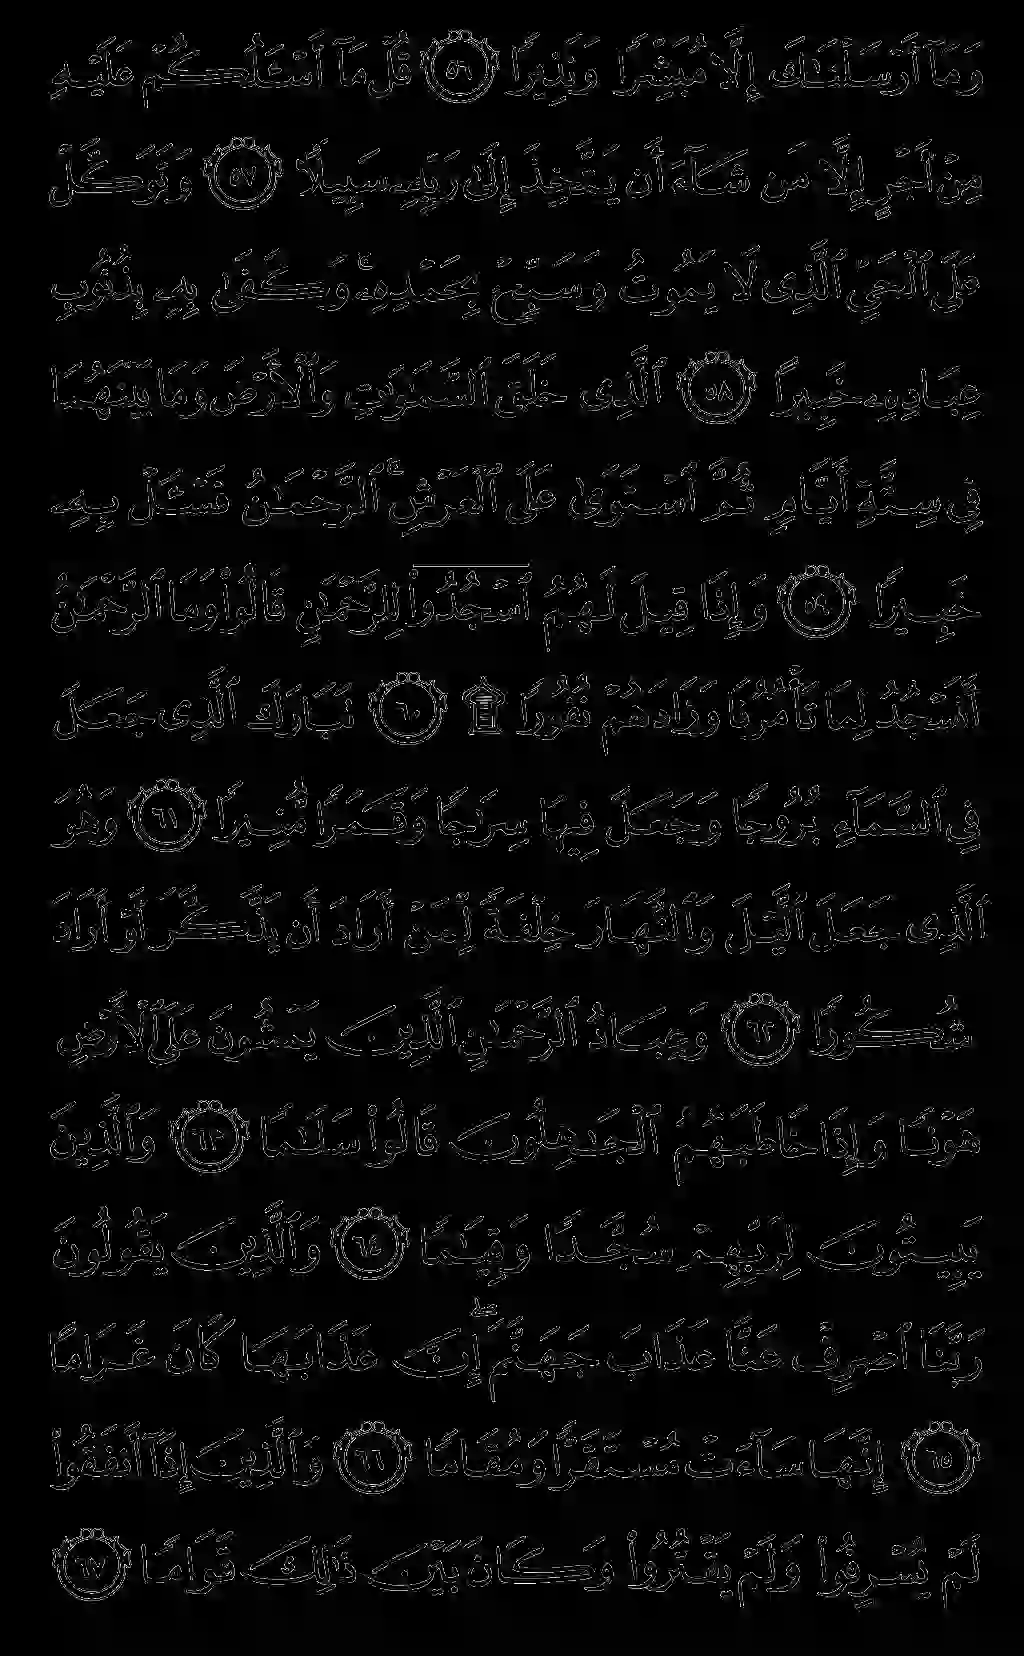 وَمَآ أَرْسَلْنَٰكَ إِلَّا مُبَشِّرًا وَنَذِيرًا ٥٦ قُلْ مَآ أَسْـَٔلُكُمْ عَلَيْهِ
مِنْ أَجْرٍ إِلَّا مَن شَآءَ أَن يَتَّخِذَ إِلَىٰ رَبِّهِۦ سَبِيلًا ٥٧ وَتَوَكَّلْ
عَلَى ٱلْحَىِّ ٱلَّذِى لَا يَمُوتُ وَسَبِّحْ بِحَمْدِهِۦ ۚ وَكَفَىٰ بِهِۦ بِذُنُوبِ
عِبَادِهِۦ خَبِيرًا ٥٨ ٱلَّذِى خَلَقَ ٱلسَّمَٰوَٰتِ وَٱلْأَرْضَ وَمَا بَيْنَهُمَا
فِى سِتَّةِ أَيَّامٍ ثُمَّ ٱسْتَوَىٰ عَلَى ٱلْعَرْشِ ۚ ٱلرَّحْمَٰنُ فَسْـَٔلْ بِهِۦ
خَبِيرًا ٥٩ وَإِذَا قِيلَ لَهُمُ ٱسْجُدُوا۟ لِلرَّحْمَٰنِ قَالُوا۟ وَمَا ٱلرَّحْمَٰنُ
أَنَسْجُدُ لِمَا تَأْمُرُنَا وَزَادَهُمْ نُفُورًا ۩ ٦٠ تَبَارَكَ ٱلَّذِى جَعَلَ
فِى ٱلسَّمَآءِ بُرُوجًا وَجَعَلَ فِيهَا سِرَٰجًا وَقَمَرًا مُّنِيرًا ٦١ وَهُوَ
ٱلَّذِى جَعَلَ ٱلَّيْلَ وَٱلنَّهَارَ خِلْفَةً لِّمَنْ أَرَادَ أَن يَذَّكَّرَ أَوْ أَرَادَ
شُكُورًا ٦٢ وَعِبَادُ ٱلرَّحْمَٰنِ ٱلَّذِينَ يَمْشُونَ عَلَى ٱلْأَرْضِ
هَوْنًا وَإِذَا خَاطَبَهُمُ ٱلْجَٰهِلُونَ قَالُوا۟ سَلَٰمًا ٦٣ وَٱلَّذِينَ
يَبِيتُونَ لِرَبِّهِمْ سُجَّدًا وَقِيَٰمًا ٦٤ وَٱلَّذِينَ يَقُولُونَ
رَبَّنَا ٱصْرِفْ عَنَّا عَذَابَ جَهَنَّمَ ۖ إِنَّ عَذَابَهَا كَانَ غَرَامًا
٦٥ إِنَّهَا سَآءَتْ مُسْتَقَرًّا وَمُقَامًا ٦٦ وَٱلَّذِينَ إِذَآ أَنفَقُوا۟
لَمْ يُسْرِفُوا۟ وَلَمْ يَقْتُرُوا۟ وَكَانَ بَيْنَ ذَٰلِكَ قَوَامًا ٦٧